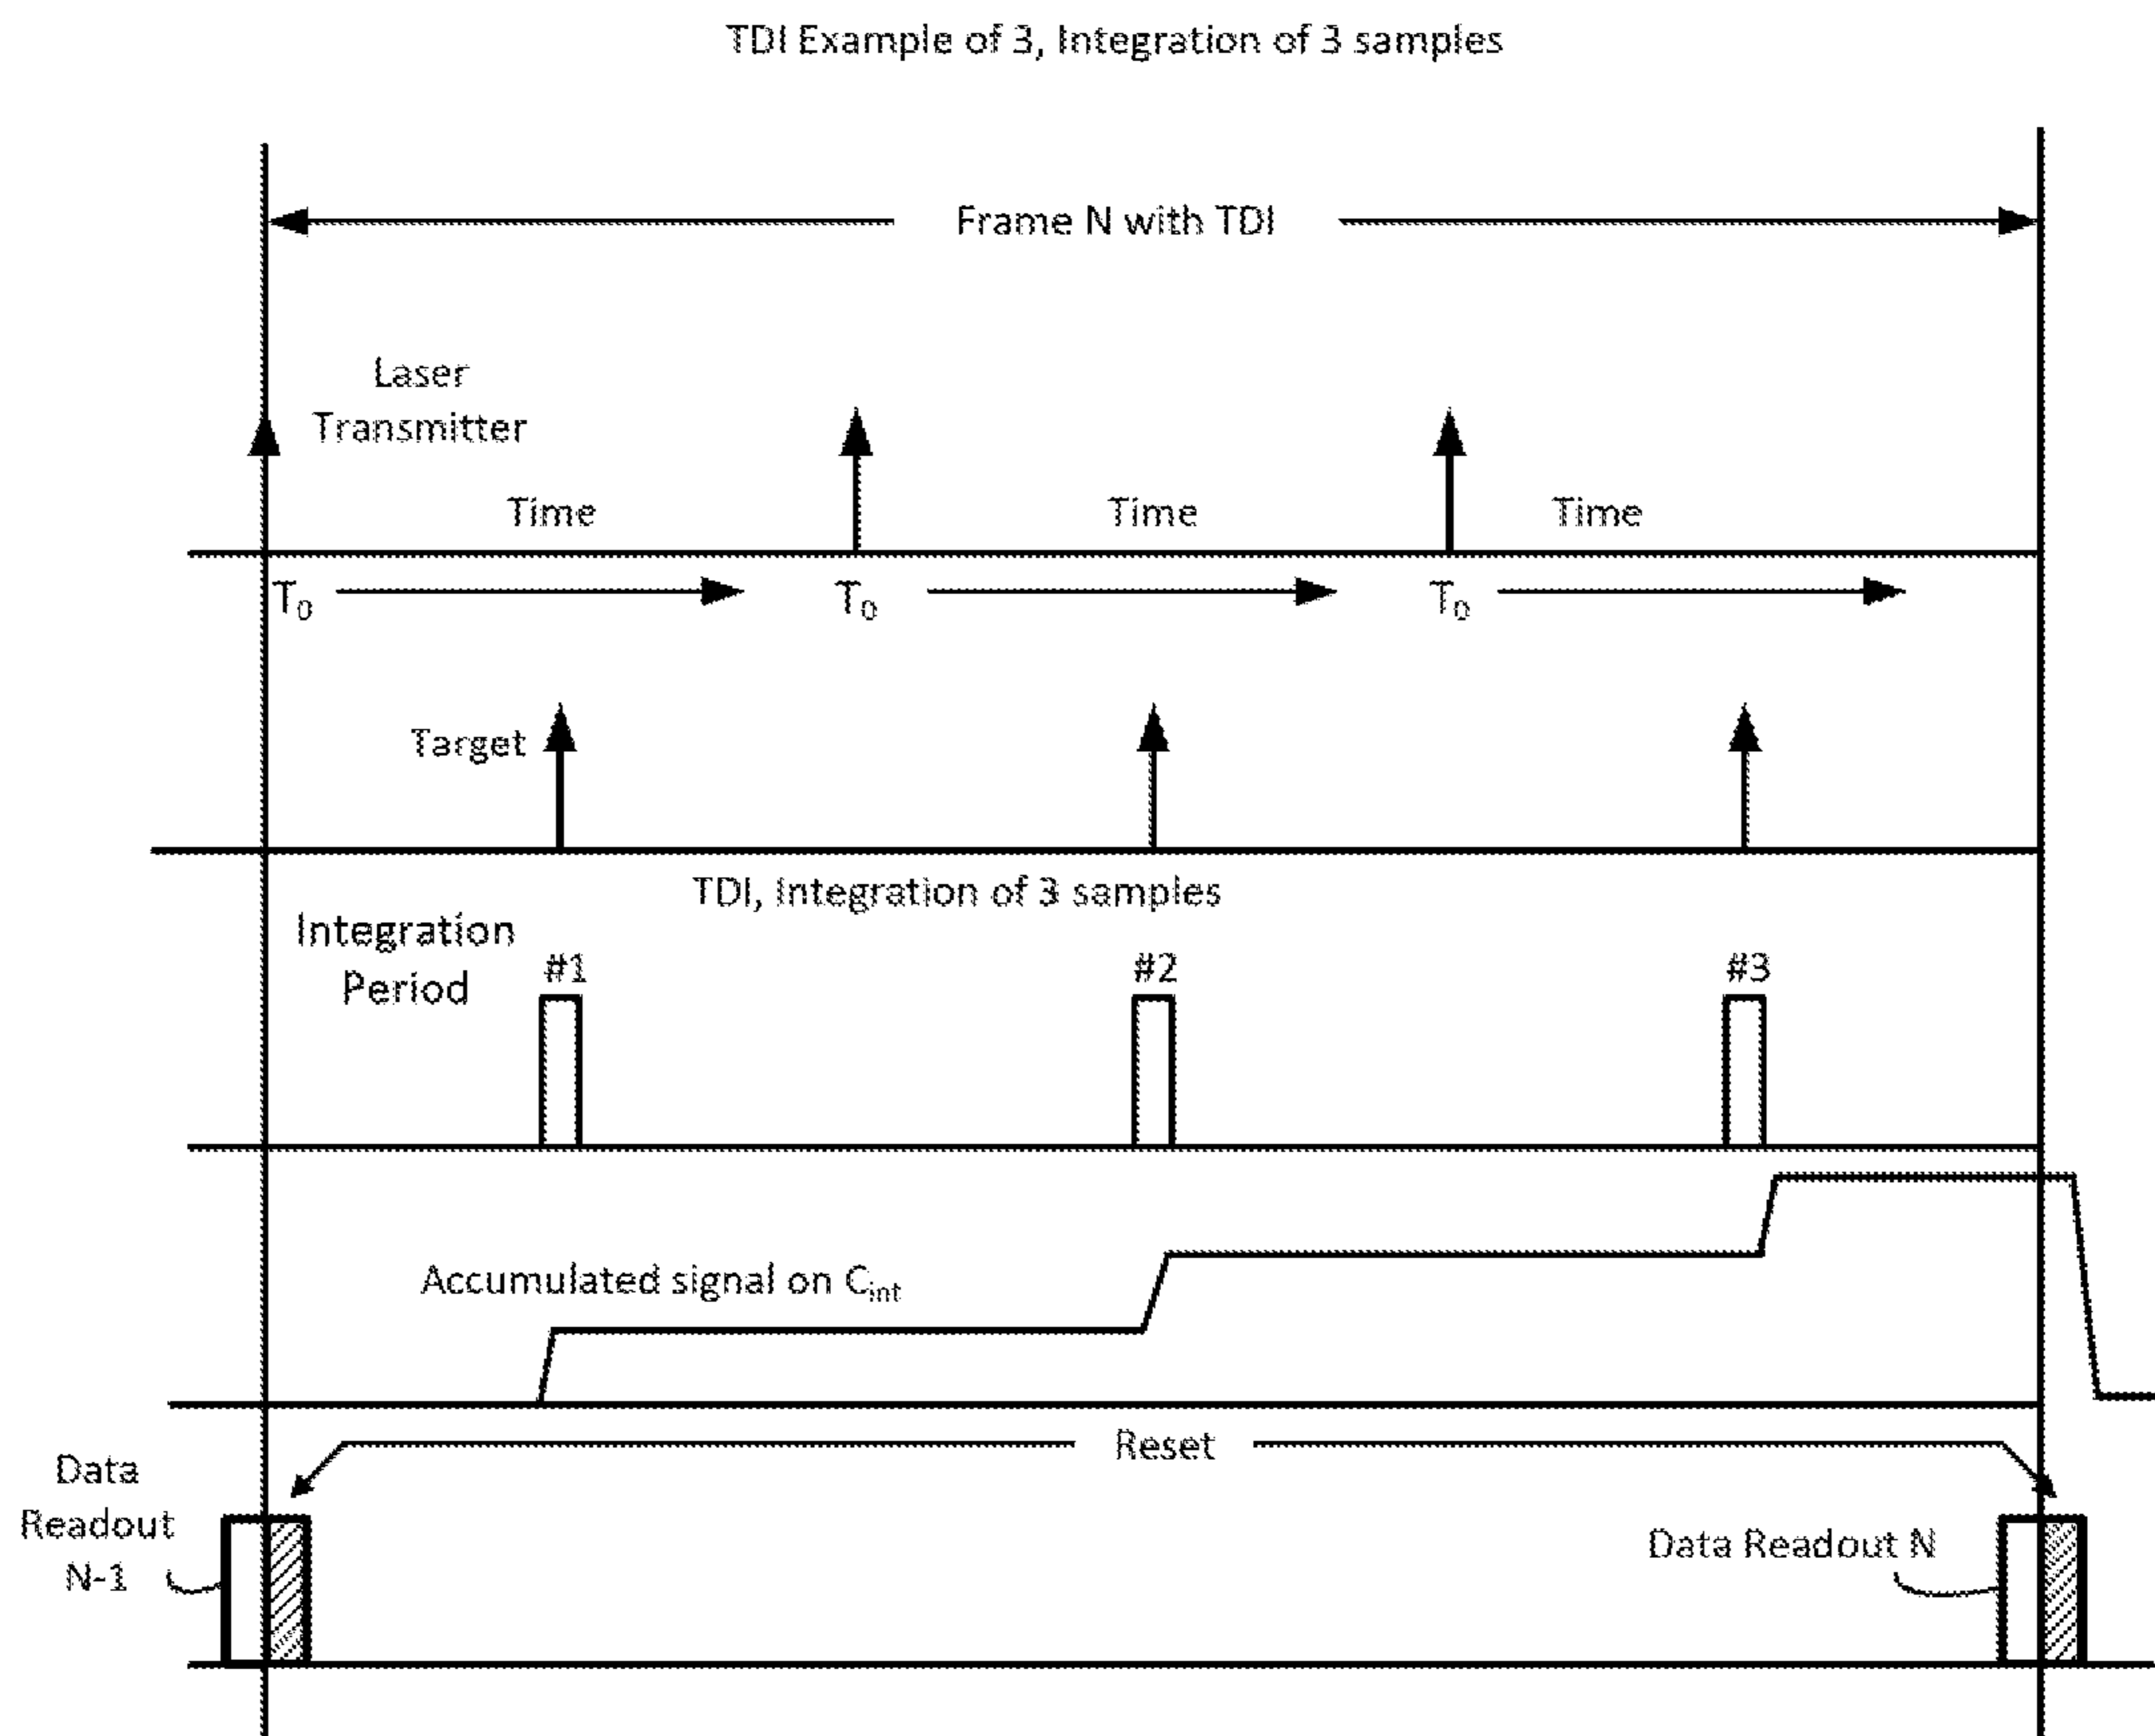 TDI Example of 3, Integration of 3 samples
Frame N with TDI
Laser
Transmitter
Time
Time
Time
T₀
T₀
T₀
Target
TDI, Integration of 3 samples
Integration
Period
#1
#2
#3
Accumulated signal on Cint
Reset
Data
Readout
N-1
Data Readout N